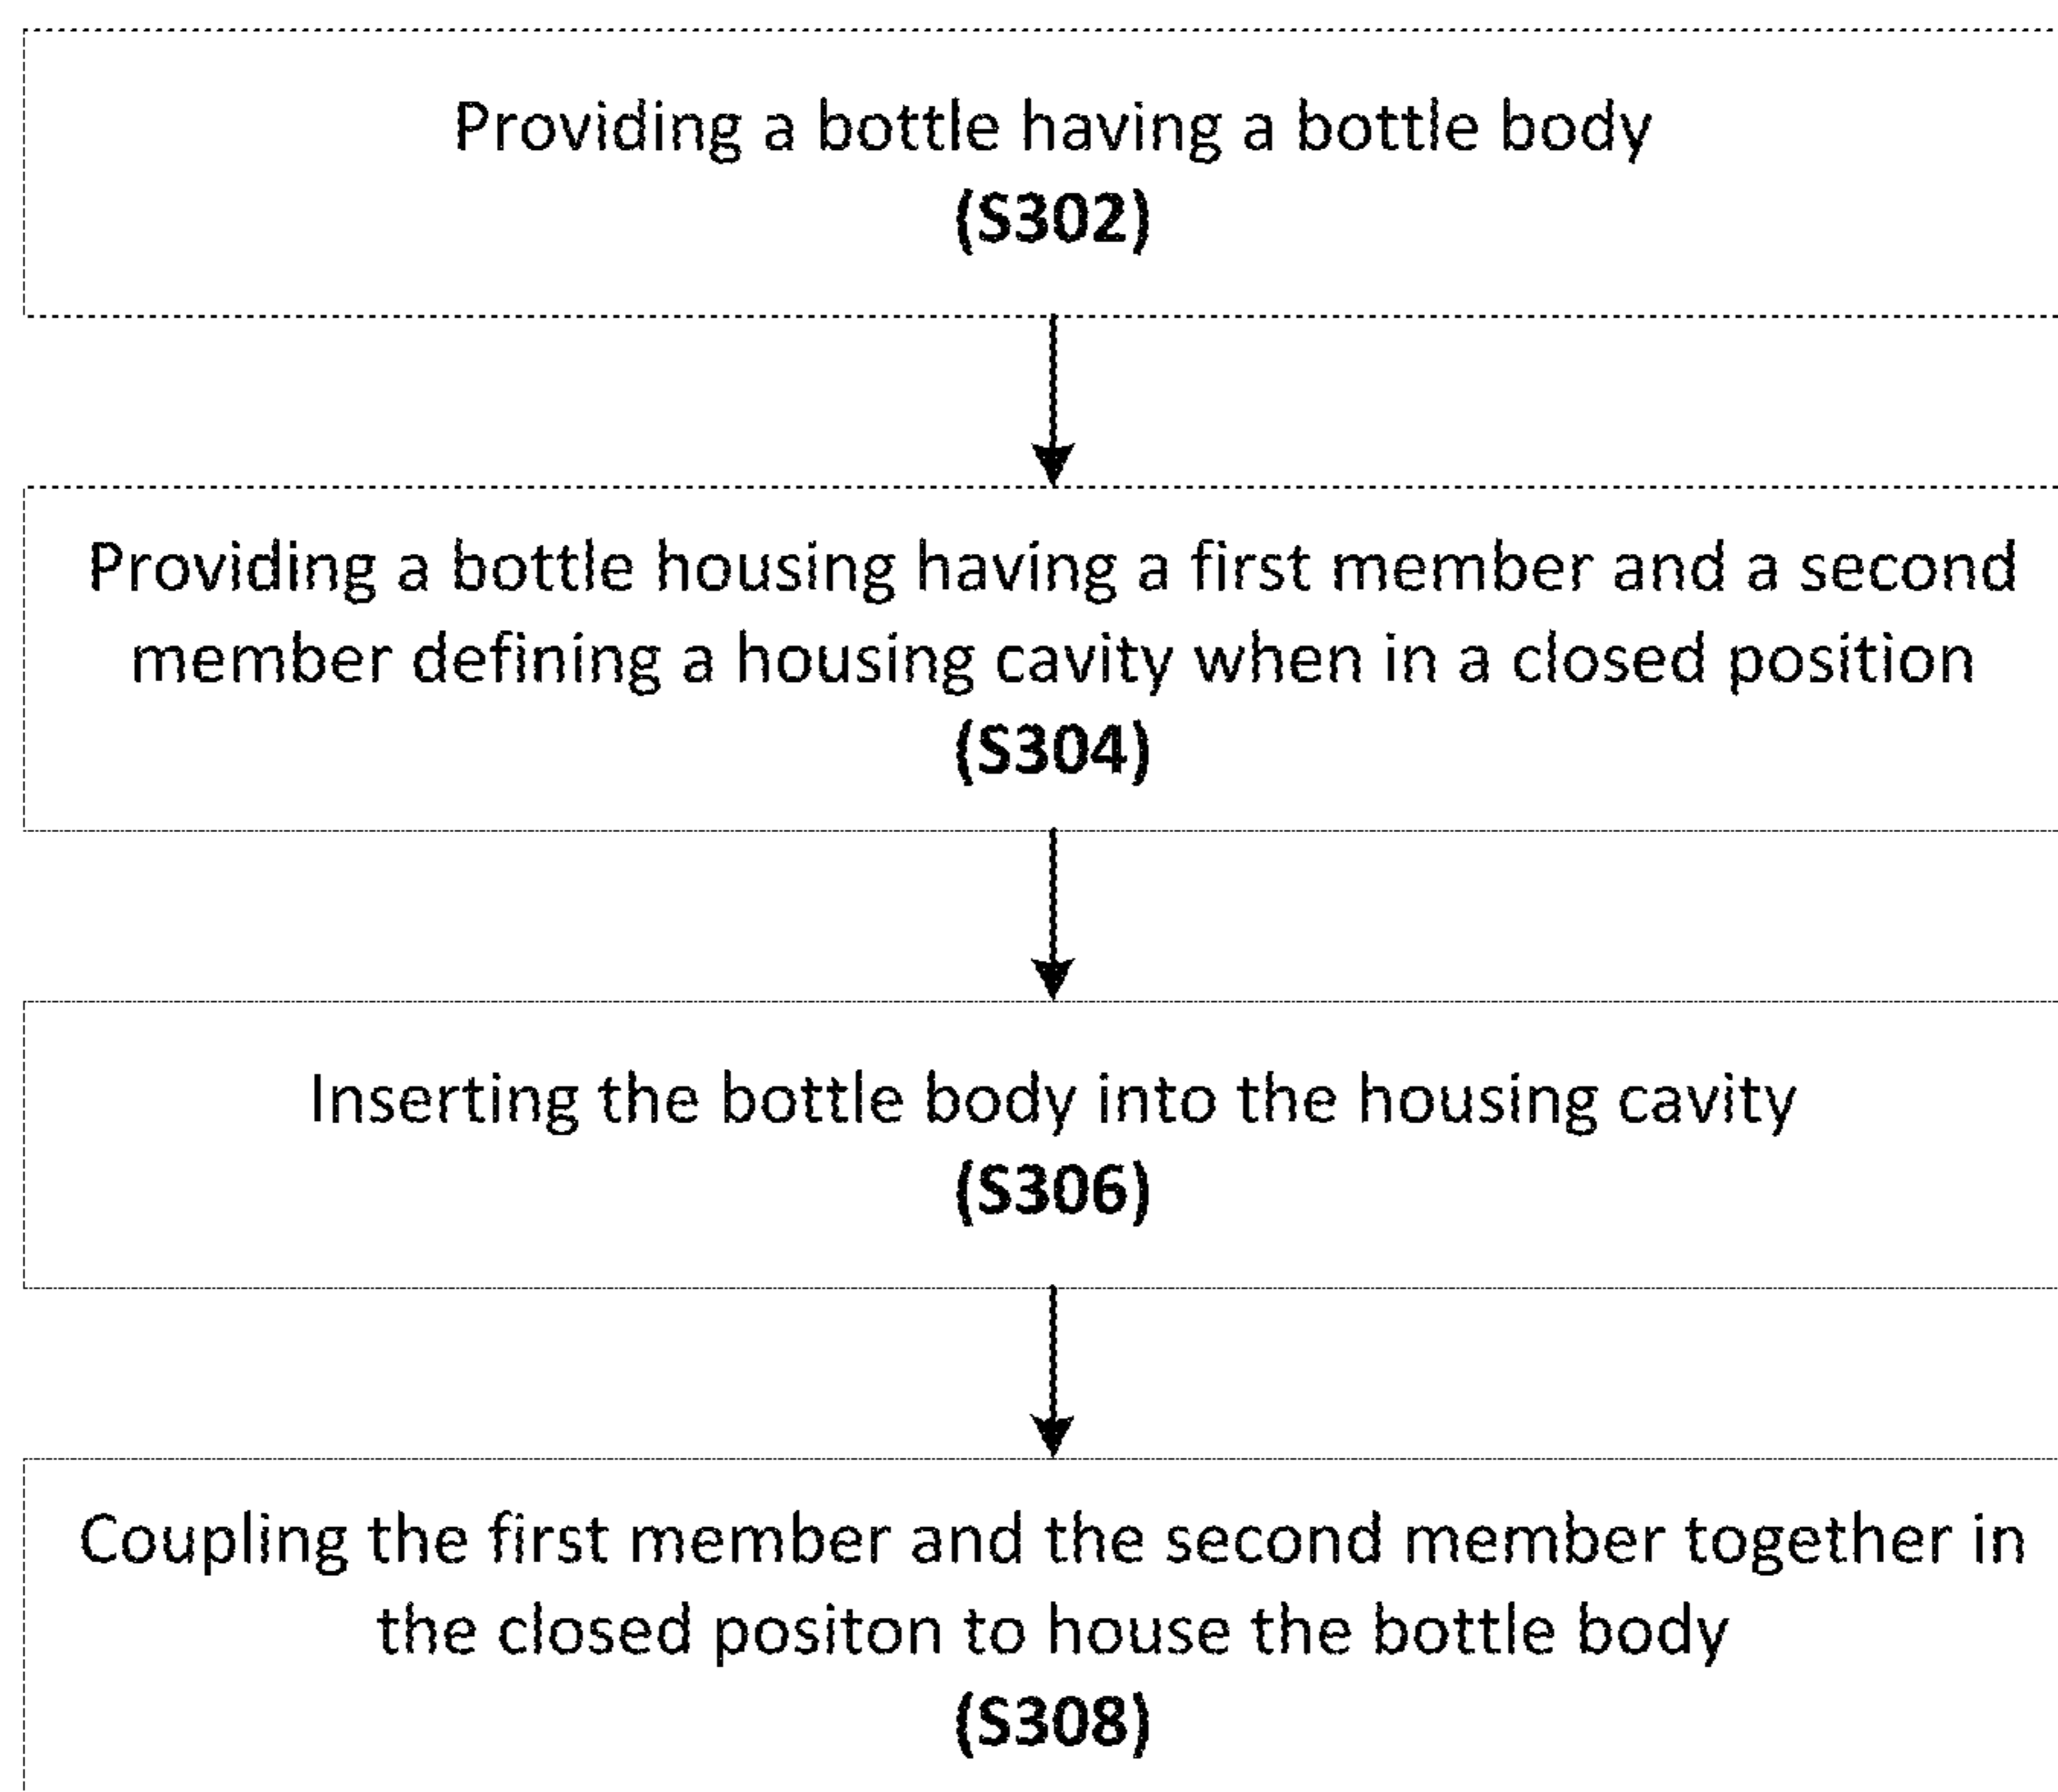 Providing a bottle having a bottle body
(S302)
Providing a bottle housing having a first member and a second
member defining a housing cavity when in a closed position
(S304)
Inserting the bottle body into the housing cavity
(S306)
Coupling the first member and the second member together in
the closed positon to house the bottle body
(S308)